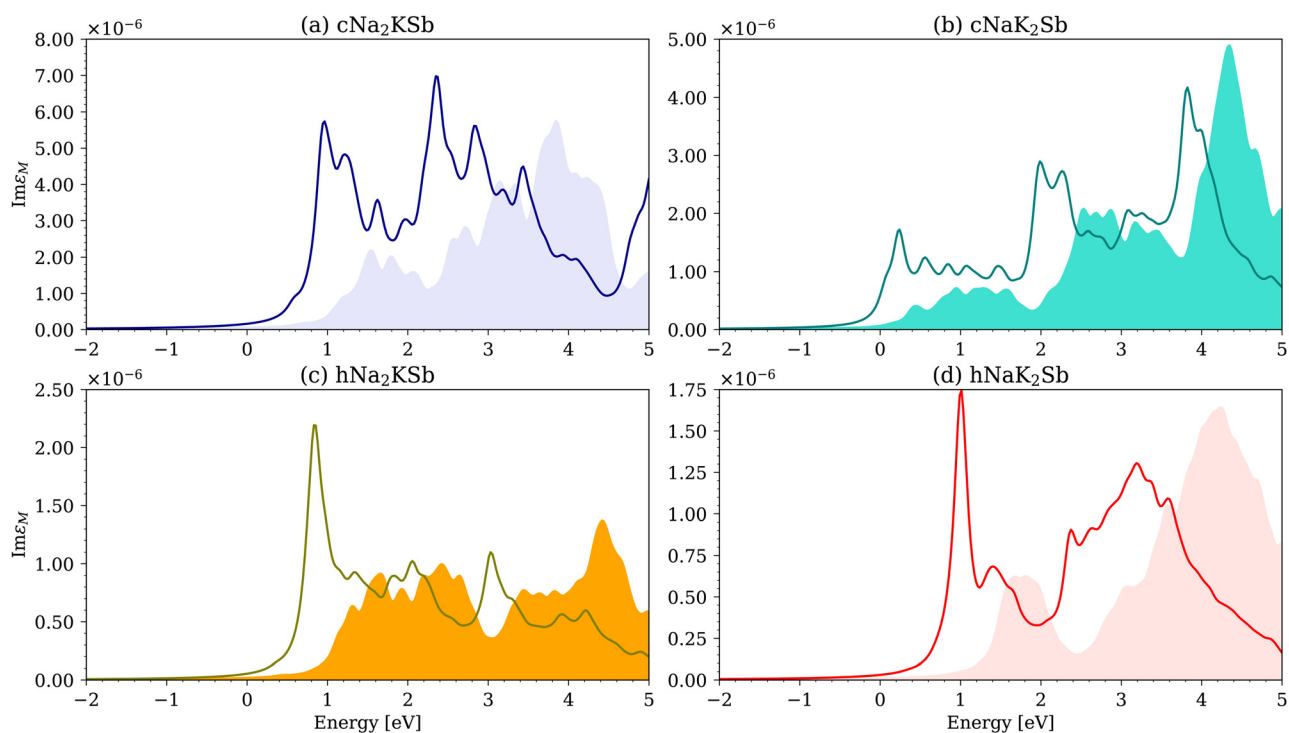 ×10⁻⁶ (a) cNa₂KSb
8.00
7.00
6.00
5.00
4.00
3.00
2.00
1.00
0.00
Imε_M
−2 −1 0 1 2 3 4 5
×10⁻⁶ (b) cNaK₂Sb
5.00
4.00
3.00
2.00
1.00
0.00
−2 −1 0 1 2 3 4 5
×10⁻⁶ (c) hNa₂KSb
2.50
2.00
1.50
1.00
0.50
0.00
Imε_M
−2 −1 0 1 2 3 4 5
Energy [eV]
×10⁻⁶ (d) hNaK₂Sb
1.75
1.50
1.25
1.00
0.75
0.50
0.25
0.00
−2 −1 0 1 2 3 4 5
Energy [eV]